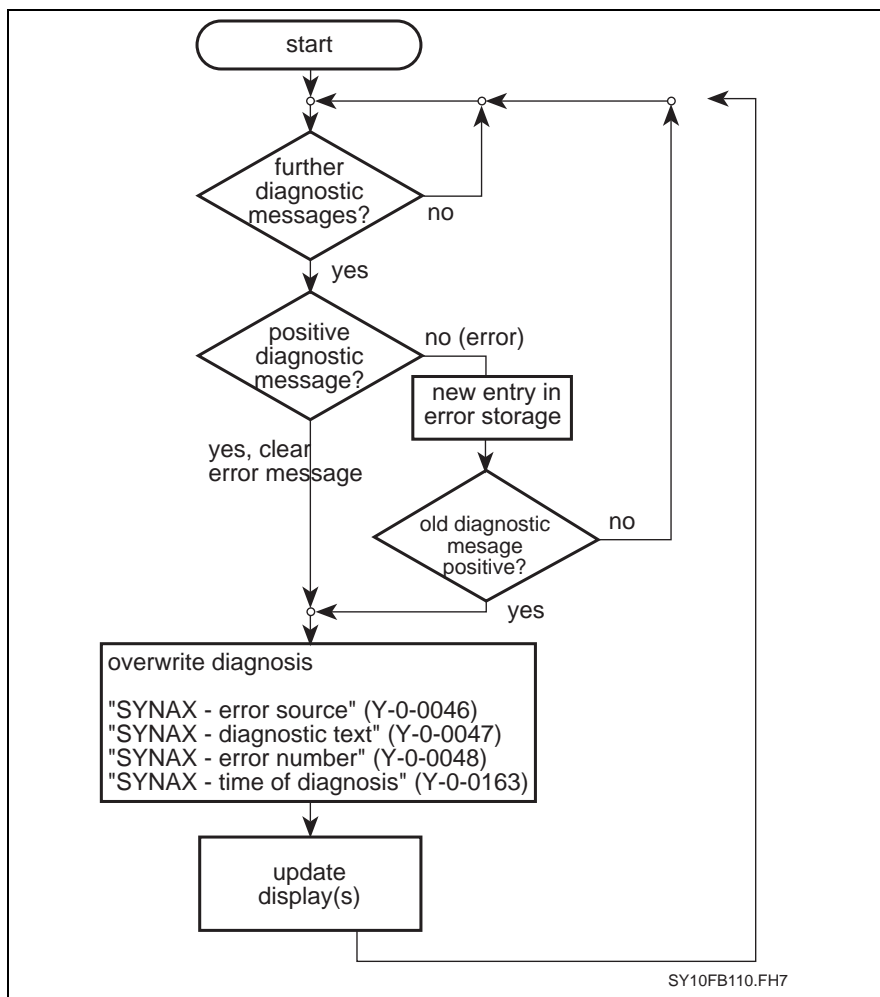 start
further
diagnostic
messages?
no
yes
positive
diagnostic
message?
no (error)
new entry in
error storage
yes, clear
error message
old diagnostic
mesage
positive?
no
yes
overwrite diagnosis
"SYNAX - error source" (Y-0-0046)
"SYNAX - diagnostic text" (Y-0-0047)
"SYNAX - error number" (Y-0-0048)
"SYNAX - time of diagnosis" (Y-0-0163)
update
display(s)
SY10FB110.FH7